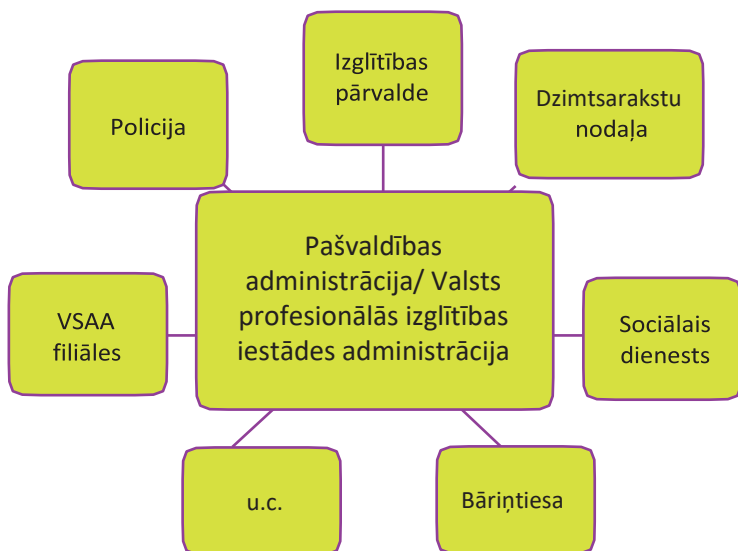 Izglītības
pārvalde
Policija
Dzimtsarakstu
nodaļa
Pašvaldības
administrācija/ Valsts
profesionālās izglītības
iestādes administrācija
VSAA
filiāles
Sociālais
dienests
u.c.
Bāriņtiesa